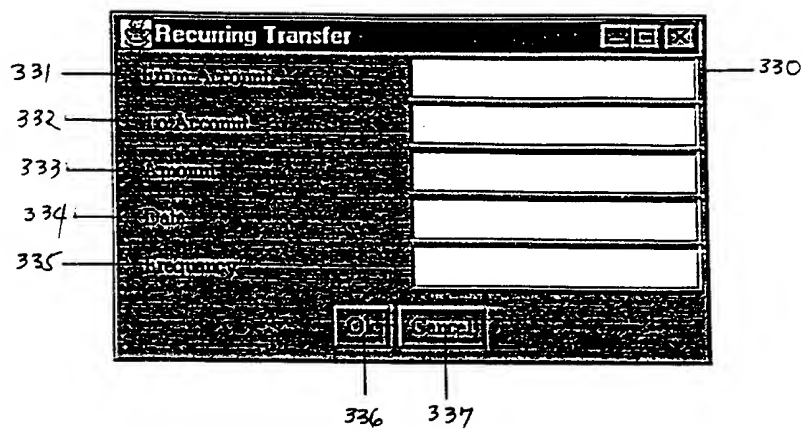 Recurring Transfer
331 From Account 330
332 To Account
333 Amount
334 Date
335 Frequency
Ok Cancel
336 337